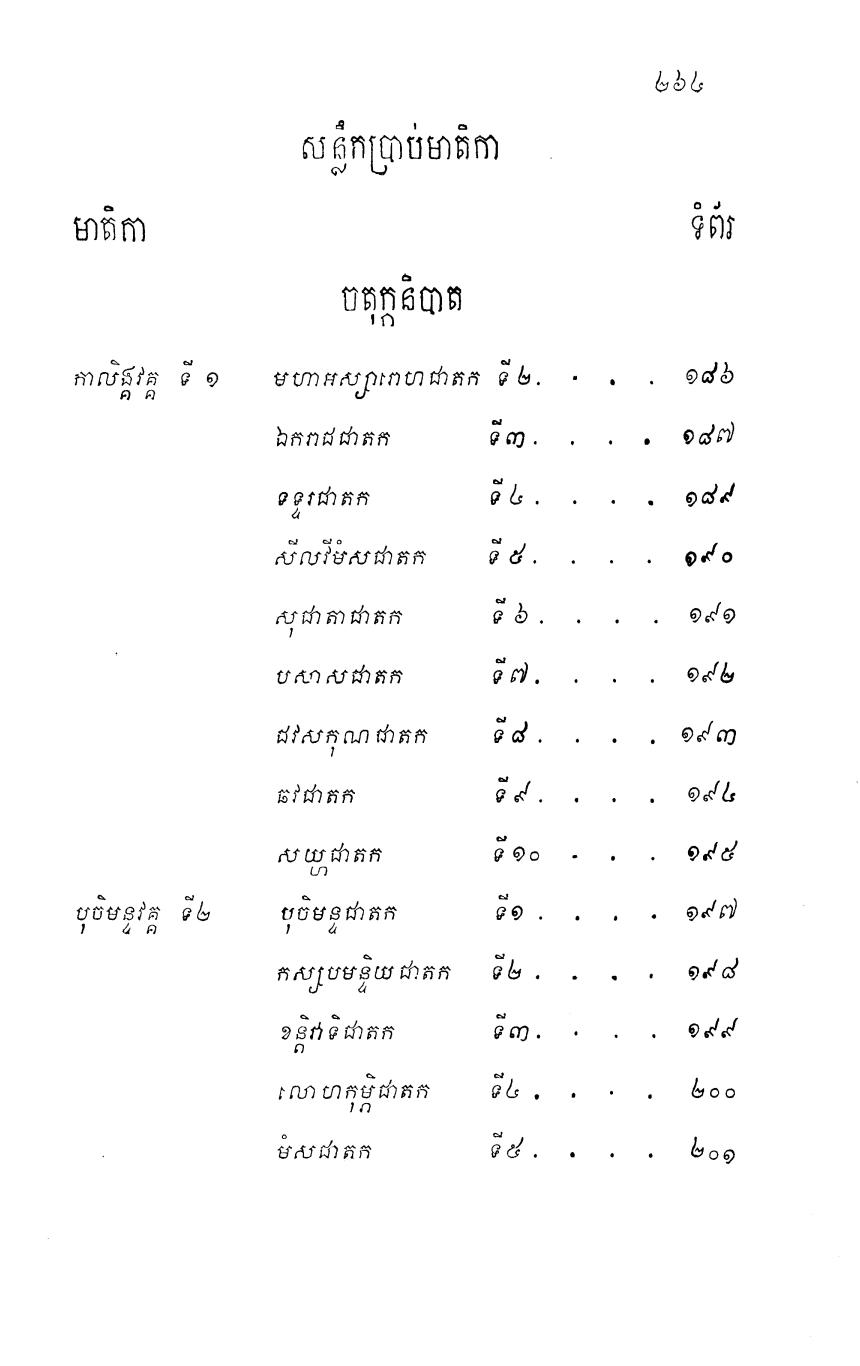 ២៦៤
សន្លឹកប្រាប់មាតិកា
មាតិកា ទំព័រ
ចតុក្កនិបាត
កាលិង្គវគ្គ ទី ១ មហាអស្សារោហជាតក ទី២. . . . ១៨៦
ឯករាជជាតក ទី៣. . . . ១៨៧
ទទ្ទរជាតក ទី៤. . . . ១៨៩
សីលវីមំសជាតក ទី៥. . . . ១៩០
សុជាតាជាតក ទី៦. . . . ១៩១
បសាសជាតក ទី៧. . . . ១៩២
ជវសកុណជាតក ទី៨. . . . ១៩៣
ឆវជាតក ទី៩. . . . ១៩៤
សយ្ហជាតក ទី១០ . . . ១៩៥
បុចិមន្ទវគ្គ ទី២ បុចិមន្ទជាតក ទី១ . . . . ១៩៧
កស្សបមន្ទិយជាតក ទី២ . . . . ១៩៨
ខន្តិវាទិជាតក ទី៣. . . . ១៩៩
លោហកុម្ភិជាតក ទី៤. . . . ២០០
មំសជាតក ទី៥. . . . ២០១